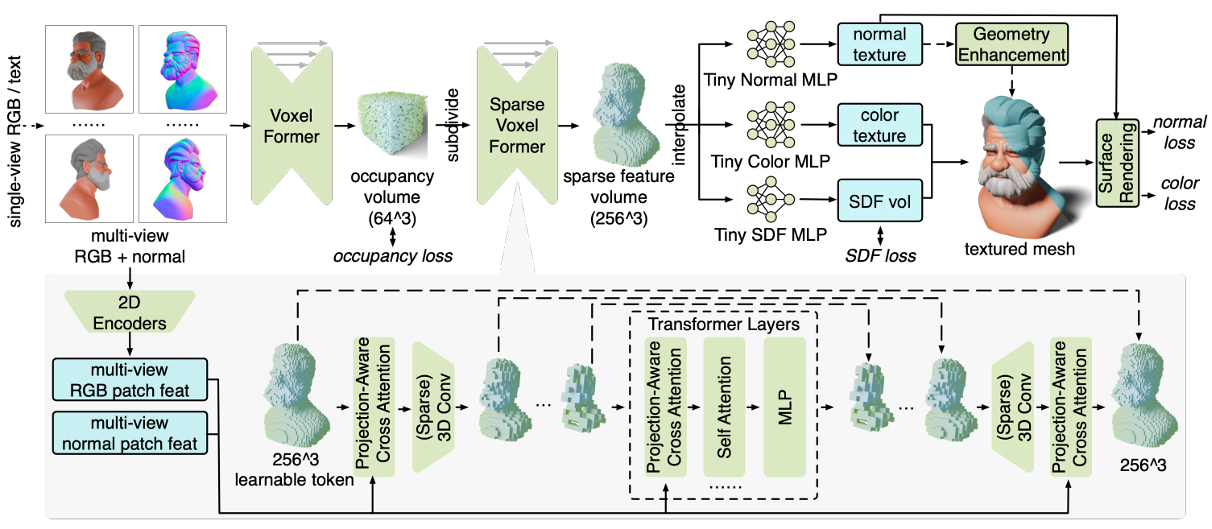 single-view RGB / text
......
......
multi-view
RGB + normal
Voxel
Former
occupancy
volume
(64^3)
occupancy loss
subdivide
Sparse
Voxel
Former
sparse feature
volume
(256^3)
interpolate
Tiny Normal MLP
Tiny Color MLP
Tiny SDF MLP
normal
texture
color
texture
SDF vol
SDF loss
Geometry
Enhancement
textured mesh
Surface
Rendering
normal
loss
color
loss
2D
Encoders
multi-view
RGB patch feat
multi-view
normal patch feat
256^3
learnable token
Projection-Aware
Cross Attention
(Sparse)
3D Conv
...
Transformer Layers
Projection-Aware
Cross Attention
Self Attention
MLP
......
...
(Sparse)
3D Conv
Projection-Aware
Cross Attention
256^3